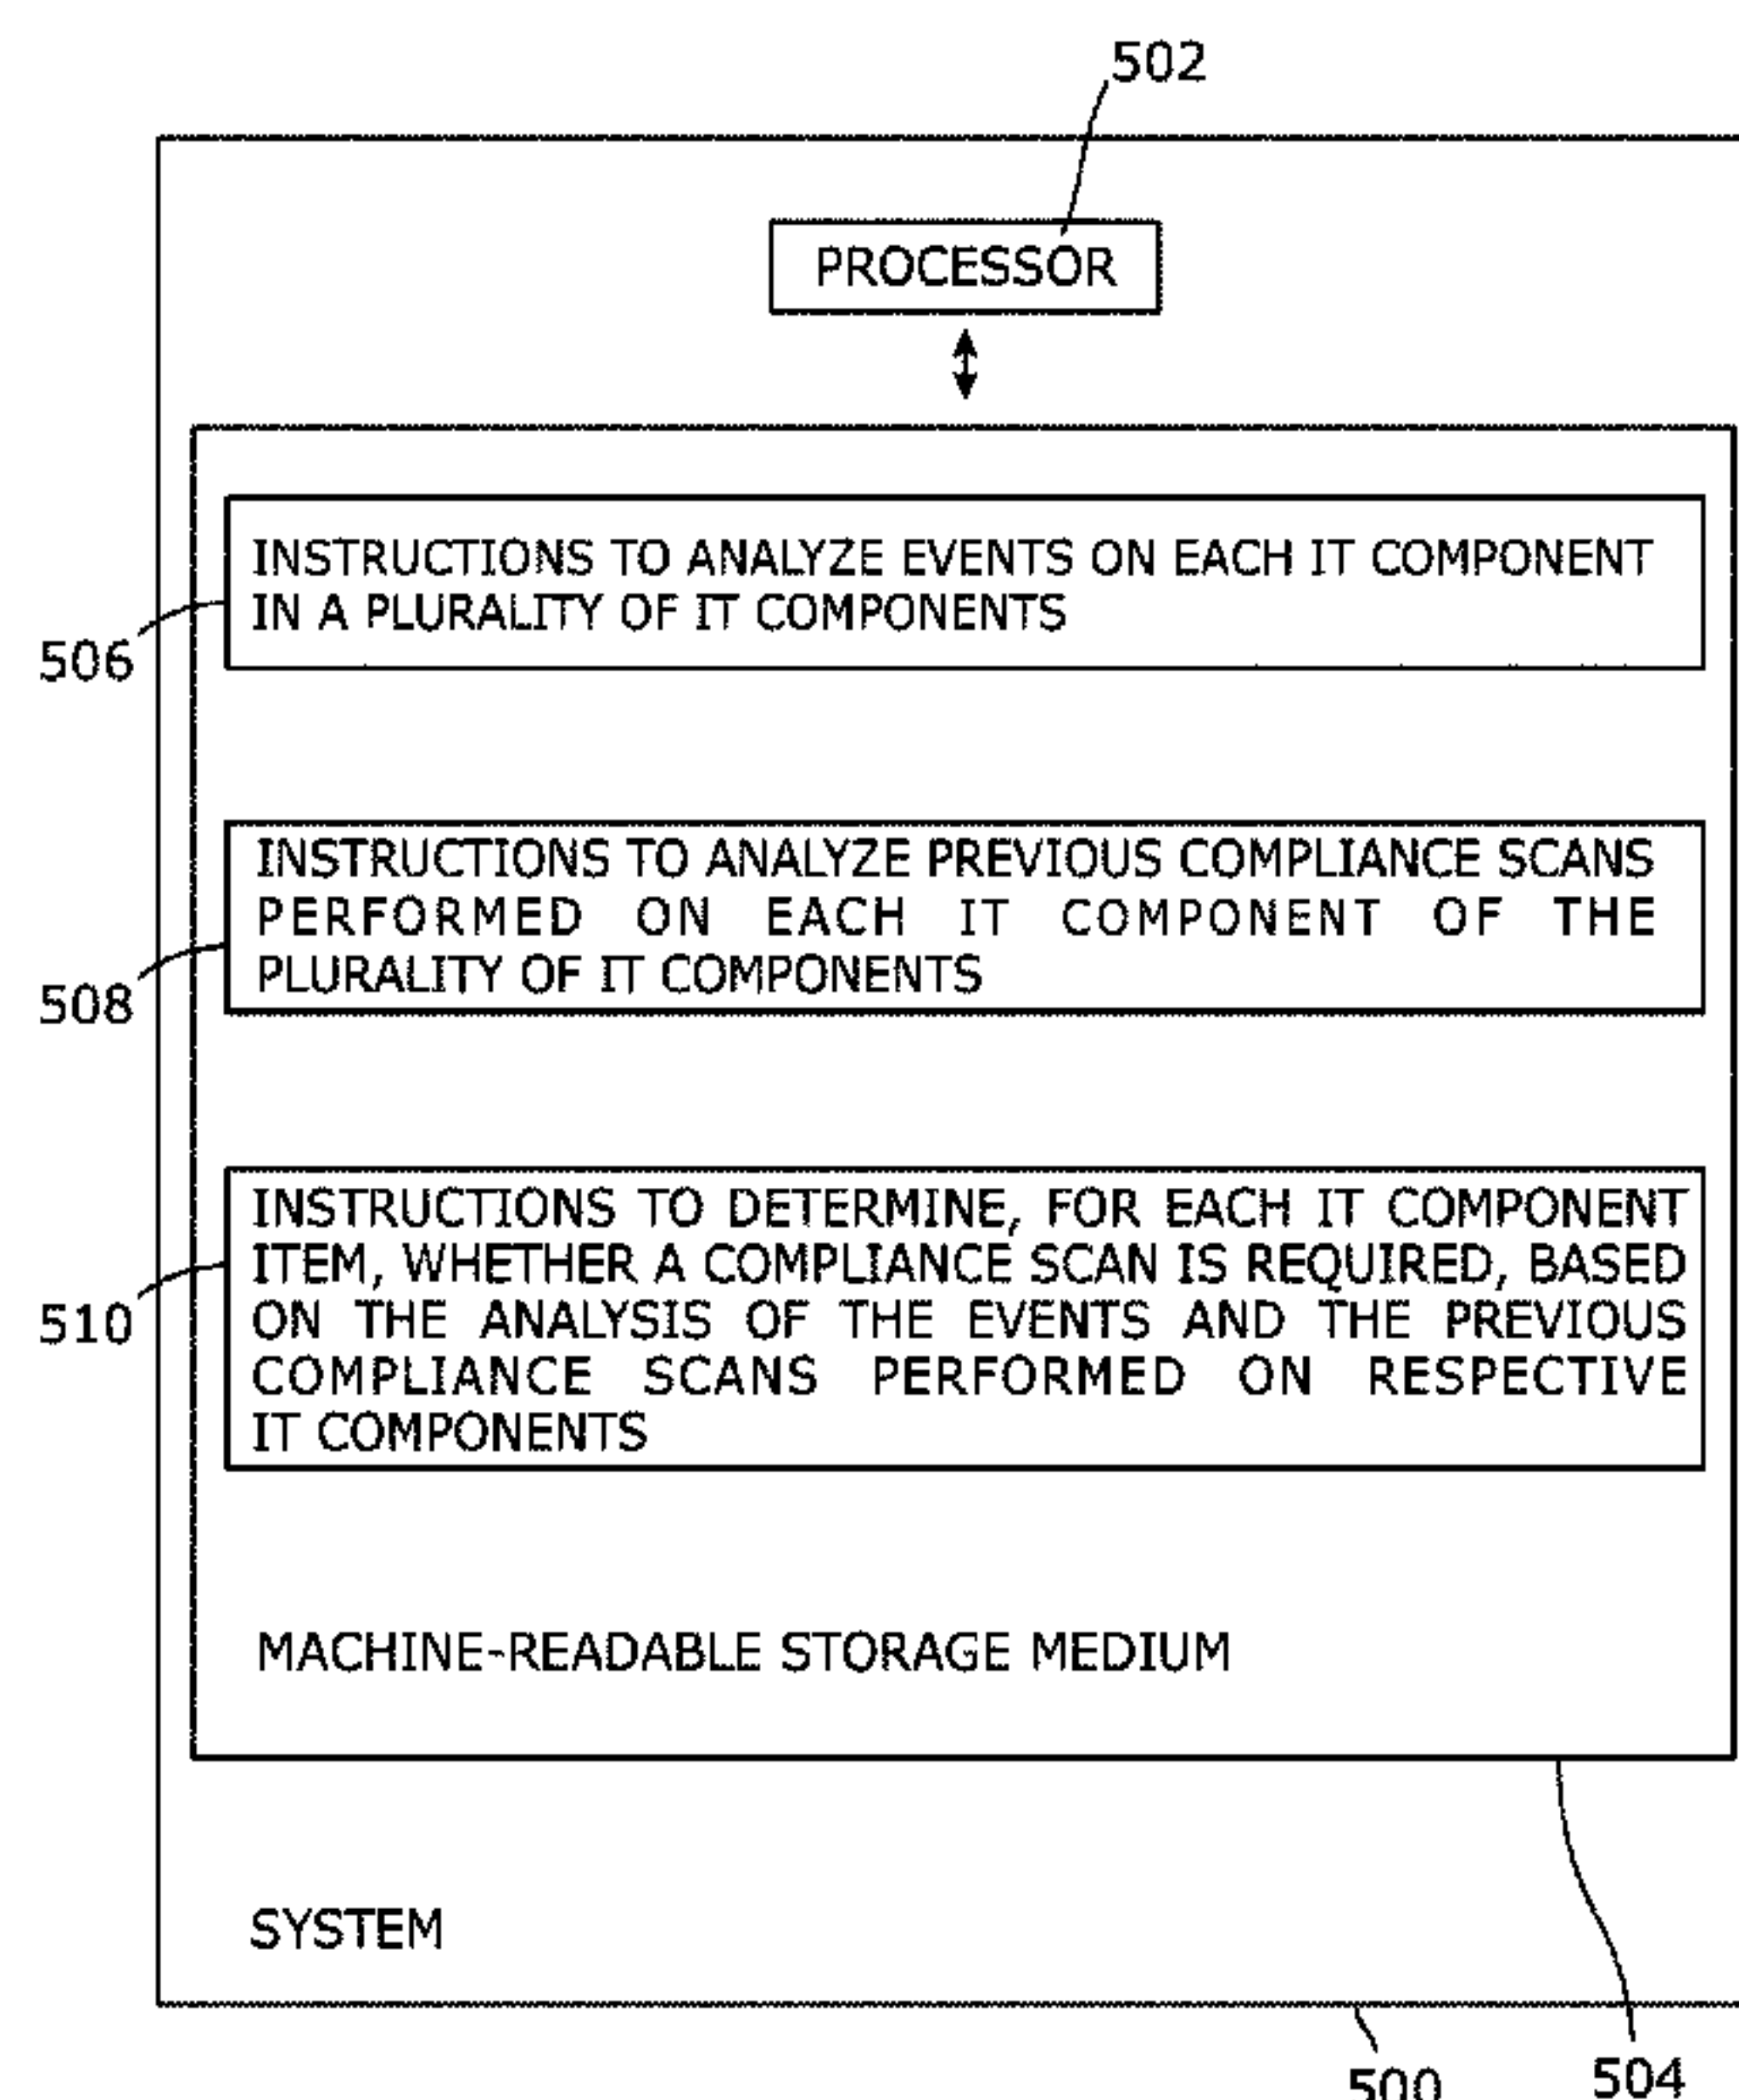 502
PROCESSOR
INSTRUCTIONS TO ANALYZE EVENTS ON EACH IT COMPONENT
IN A PLURALITY OF IT COMPONENTS
506
INSTRUCTIONS TO ANALYZE PREVIOUS COMPLIANCE SCANS
PERFORMED ON EACH IT COMPONENT OF THE
PLURALITY OF IT COMPONENTS
508
INSTRUCTIONS TO DETERMINE, FOR EACH IT COMPONENT
ITEM, WHETHER A COMPLIANCE SCAN IS REQUIRED, BASED
ON THE ANALYSIS OF THE EVENTS AND THE PREVIOUS
COMPLIANCE SCANS PERFORMED ON RESPECTIVE
IT COMPONENTS
510
MACHINE-READABLE STORAGE MEDIUM
SYSTEM
500
504